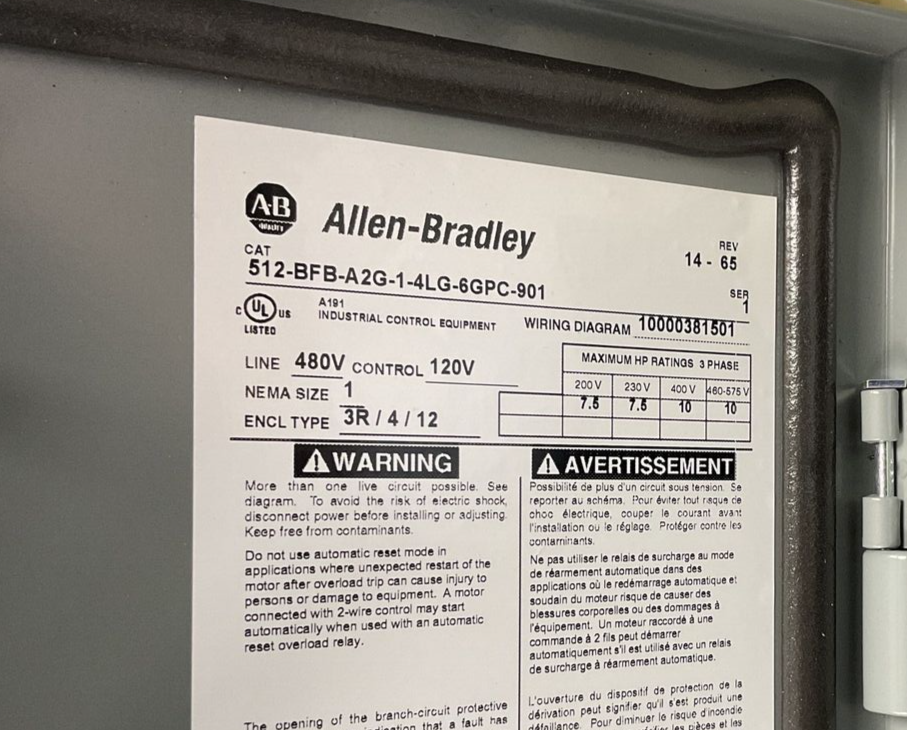 A-B
QUALITY
Allen-Bradley
CAT
512-BFB-A2G-1-4LG-6GPC-901
REV
14 - 65
SER
1
c UL US
LISTED
A191
INDUSTRIAL CONTROL EQUIPMENT
WIRING DIAGRAM 10000381501
LINE 480V CONTROL 120V
NEMA SIZE 1
ENCL TYPE 3R / 4 / 12
MAXIMUM HP RATINGS 3 PHASE
200 V 230 V 400 V 460-575 V
7.5 7.5 10 10
WARNING
More than one live circuit possible. See
diagram. To avoid the risk of electric shock,
disconnect power before installing or adjusting.
Keep free from contaminants.
Do not use automatic reset mode in
applications where unexpected restart of the
motor after overload trip can cause injury to
persons or damage to equipment. A motor
connected with 2-wire control may start
automatically when used with an automatic
reset overload relay.
The opening of the branch-circuit protective
that a fault has
AVERTISSEMENT
Possibilité de plus d'un circuit sous tension. Se
reporter au schéma. Pour éviter tout risque de
choc électrique, couper le courant avant
l'installation ou le réglage. Protéger contre les
contaminants.
Ne pas utiliser le relais de surcharge au mode
de réarmement automatique dans des
applications où le redémarrage automatique et
soudain du moteur risque de causer des
blessures corporelles ou des dommages à
l'équipement. Un moteur raccordé à une
commande à 2 fils peut démarrer
automatiquement s'il est utilisé avec un relais
de surcharge à réarmement automatique.
L'ouverture du dispositif de protection de la
dérivation peut signifier qu'il s'est produit une
défaillance. Pour diminuer le risque d'incendie
les pièces et les